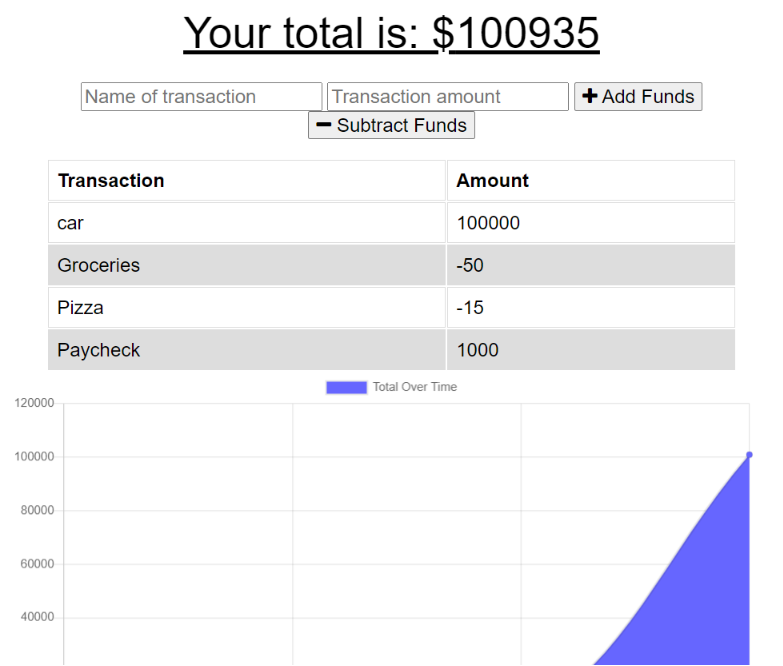 Your total is: $100935
Name of transaction Transaction amount Add Funds
Subtract Funds
Transaction Amount
car 100000
Groceries -50
Pizza -15
Paycheck 1000
Total Over Time
120000
100000
80000
60000
40000